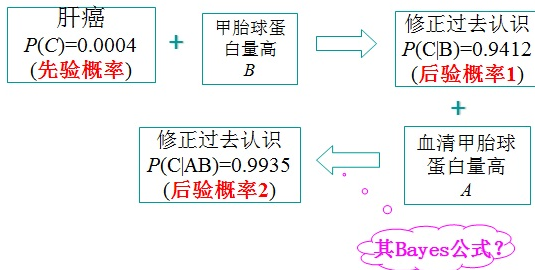 肝癌
P(C)=0.0004
(先验概率)
+
甲胎球蛋
白量高
B
修正过去认识
P(C|B)=0.9412
(后验概率1)
+
血清甲胎球
蛋白量高
A
修正过去认识
P(C|AB)=0.9935
(后验概率2)
其Bayes公式？